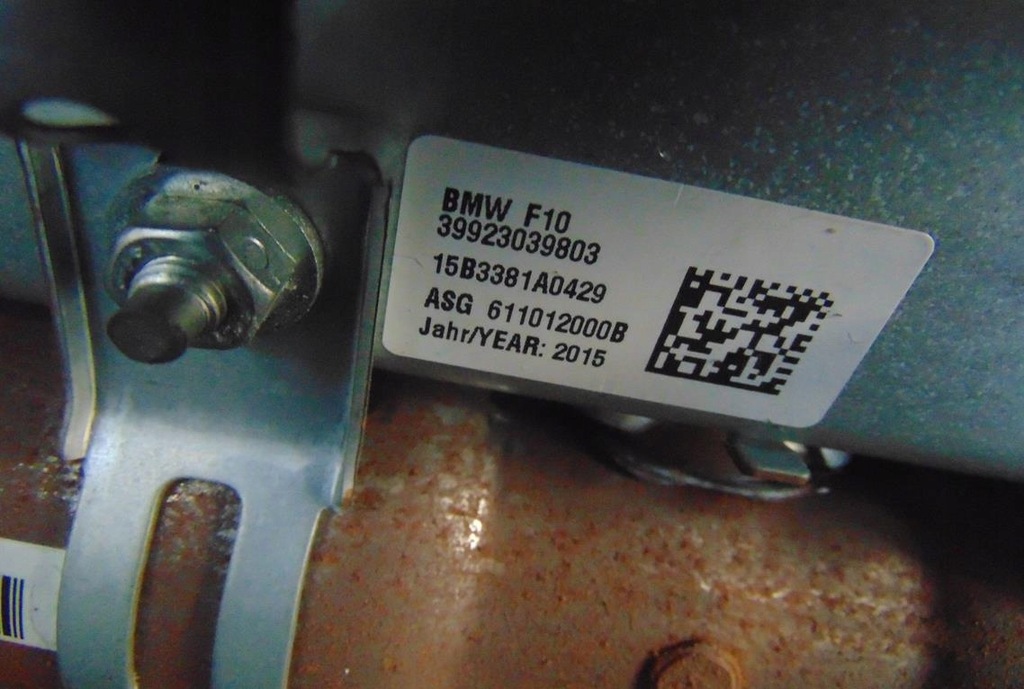 BMW F10
39923039803
15B3381A0429
ASG 611012000B
Jahr/YEAR: 2015